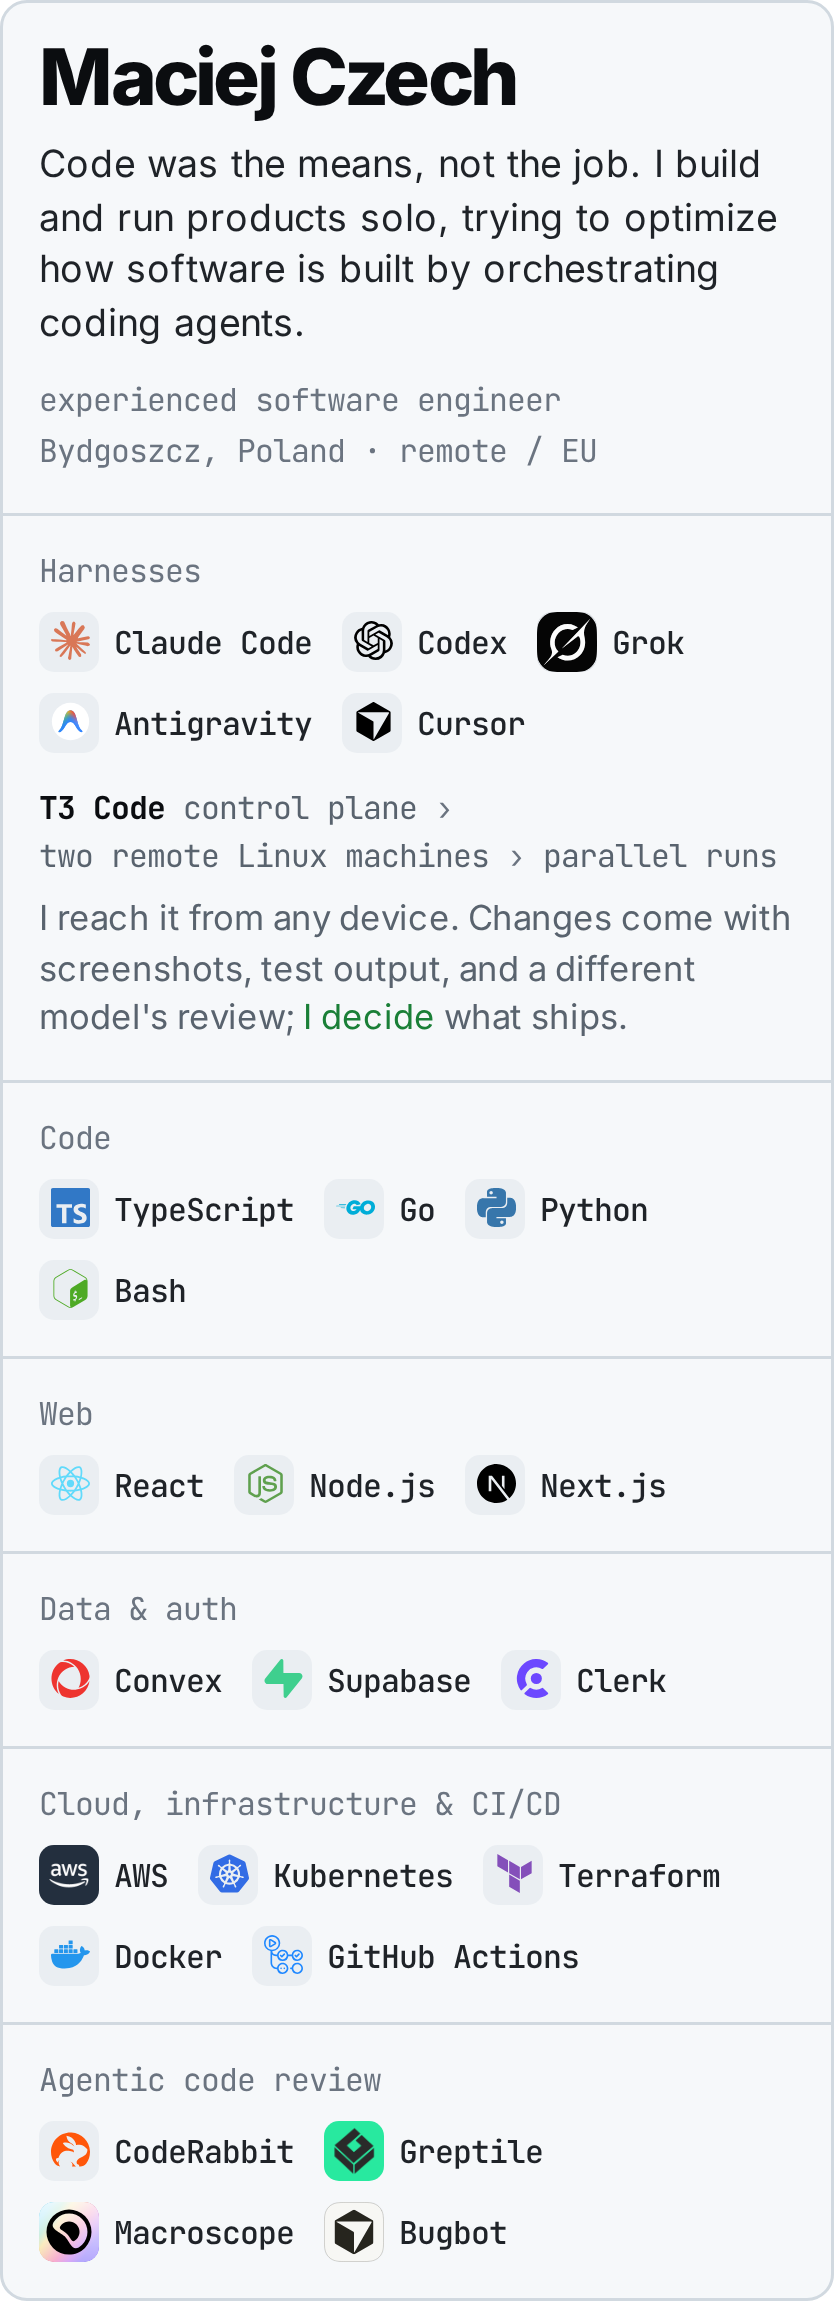 Maciej Czech
Code was the means, not the job. I build
and run products solo, trying to optimize
how software is built by orchestrating
coding agents.
experienced software engineer
Bydgoszcz, Poland · remote / EU
Harnesses
Claude Code Codex Grok
Antigravity Cursor
T3 Code control plane ›
two remote Linux machines › parallel runs
I reach it from any device. Changes come with
screenshots, test output, and a different
model's review; I decide what ships.
Code
TS TypeScript GO Go Python
$_ Bash
Web
React JS Node.js N Next.js
Data & auth
Convex Supabase Clerk
Cloud, infrastructure & CI/CD
aws AWS Kubernetes Terraform
Docker GitHub Actions
Agentic code review
CodeRabbit Greptile
Macroscope Bugbot